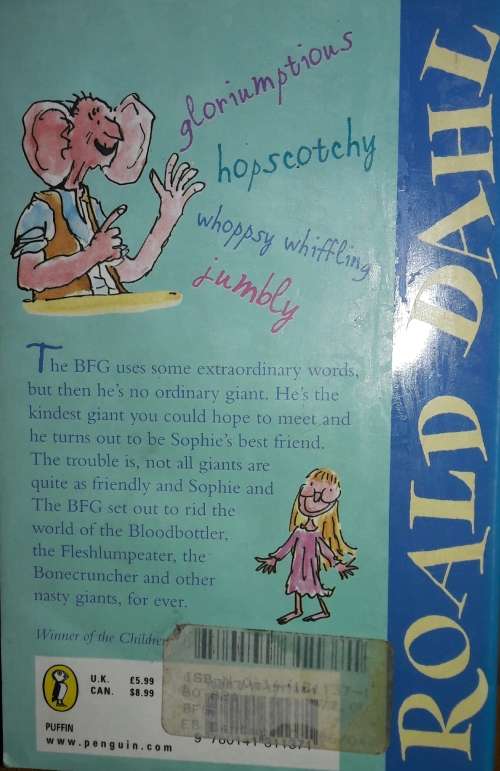 gloriumptious
hopscotchy
whoppsy whiffling
jumbly
ROALD DAHL
The BFG uses some extraordinary words,
but then he's no ordinary giant. He's the
kindest giant you could hope to meet and
he turns out to be Sophie's best friend.
The trouble is, not all giants are
quite as friendly and Sophie and
The BFG set out to rid the
world of the Bloodbottler,
the Fleshlumpeater, the
Bonecruncher and other
nasty giants, for ever.
Winner of the
U.K. £5.99
CAN. $8.99
PUFFIN
www.penguin.com
9 780141 311371